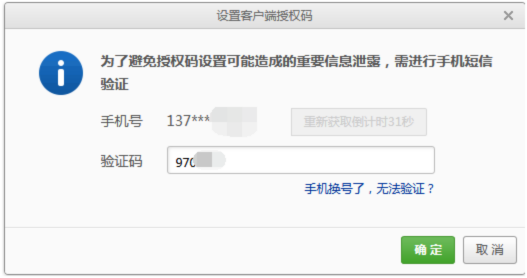 设置客户端授权码
为了避免授权码设置可能造成的重要信息泄露，需进行手机短信
验证
手机号 137*** 重新获取倒计时31秒
验证码 970
手机换号了，无法验证？
确定 取消